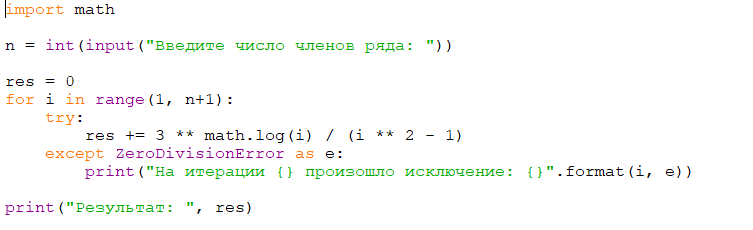 import math
n = int(input("Введите число членов ряда: "))
res = 0
for i in range(1, n+1):
    try:
        res += 3 ** math.log(i) / (i ** 2 - 1)
    except ZeroDivisionError as e:
        print("На итерации {} произошло исключение: {}".format(i, e))
print("Результат: ", res)